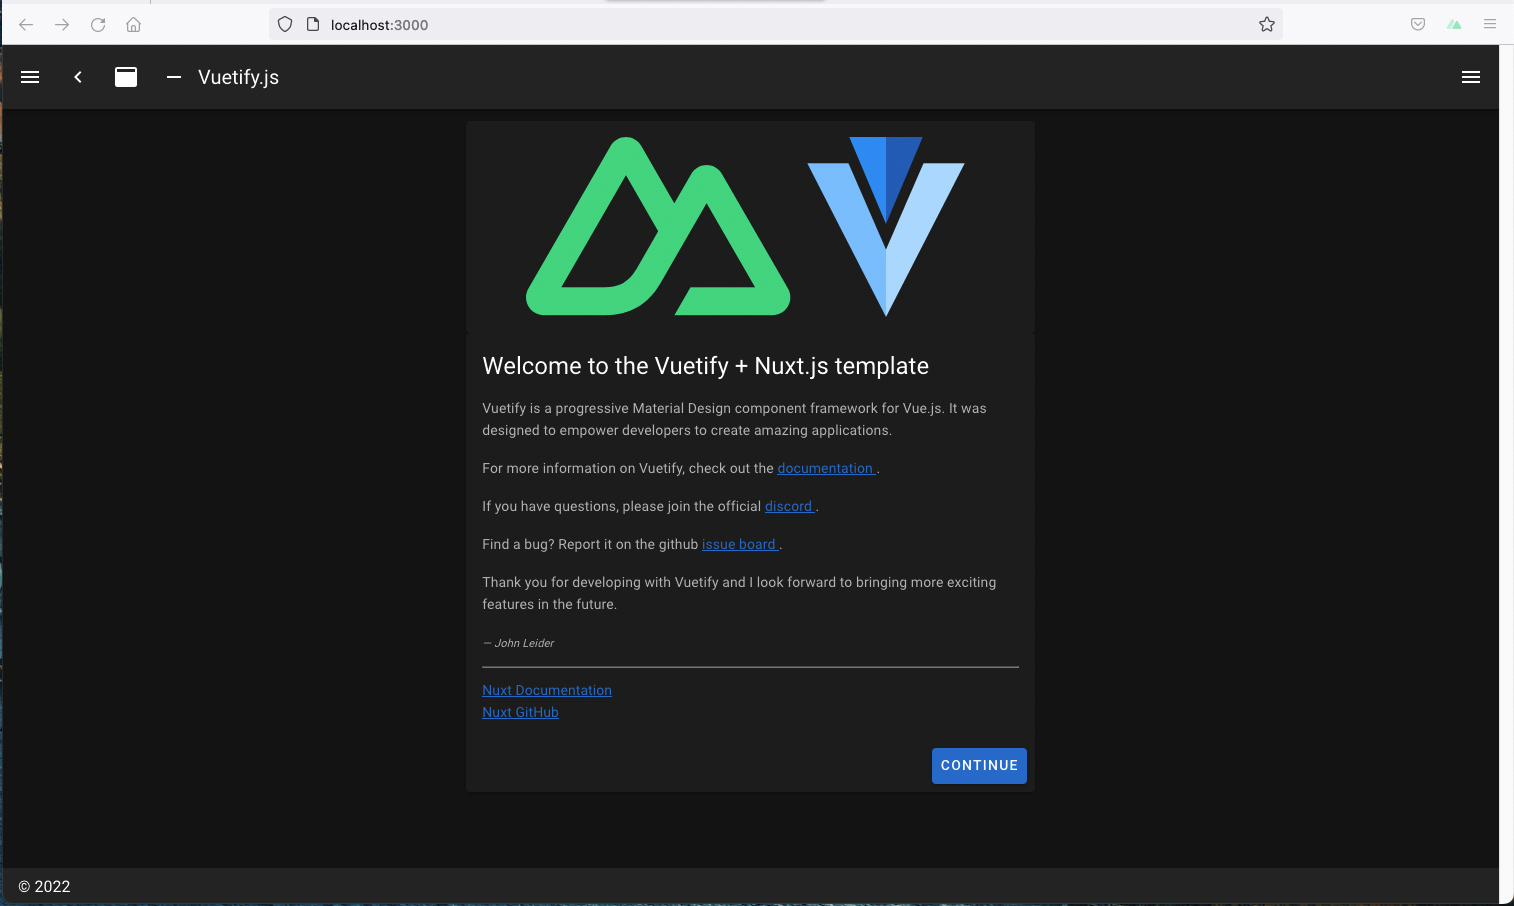 localhost:3000
Vuetify.js
Welcome to the Vuetify + Nuxt.js template
Vuetify is a progressive Material Design component framework for Vue.js. It was
designed to empower developers to create amazing applications.
For more information on Vuetify, check out the documentation .
If you have questions, please join the official discord .
Find a bug? Report it on the github issue board .
Thank you for developing with Vuetify and I look forward to bringing more exciting
features in the future.
— John Leider
Nuxt Documentation
Nuxt GitHub
CONTINUE
© 2022